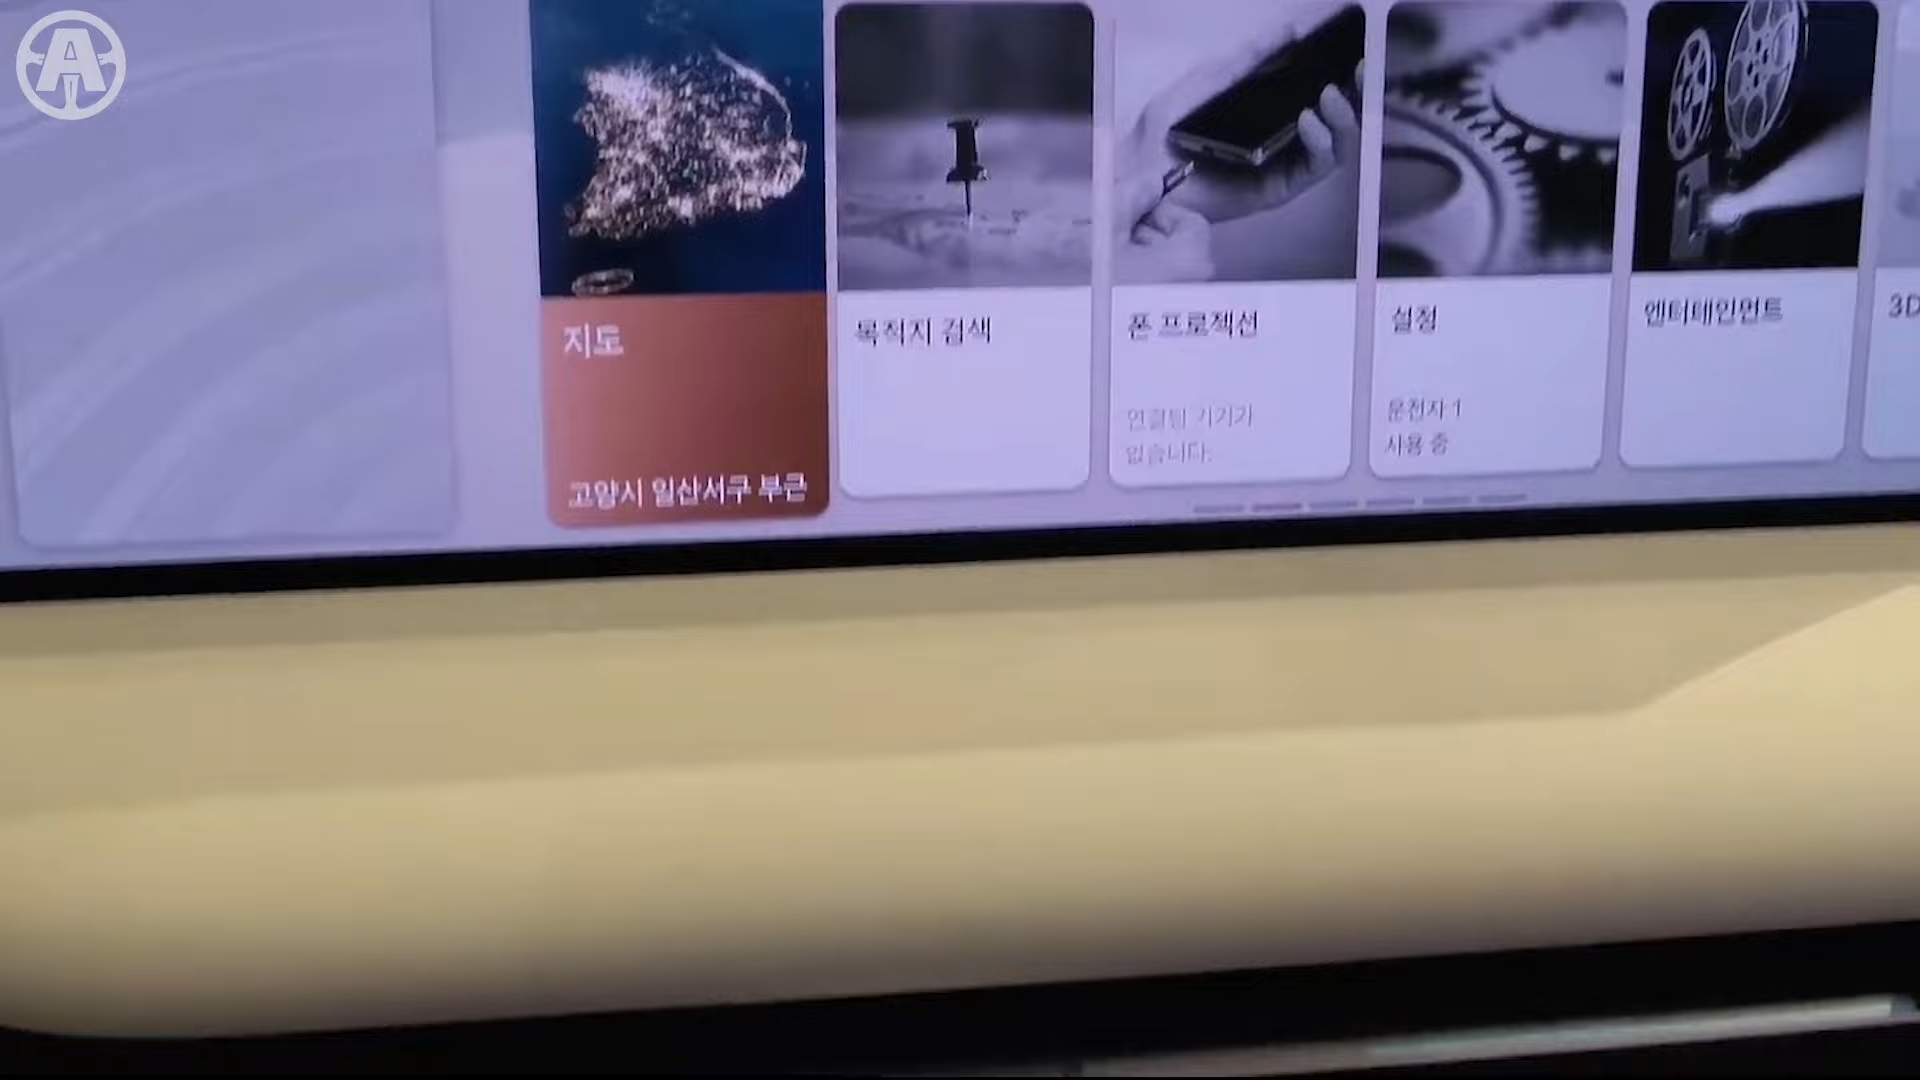 A
지도
고양시 일산서구 부근
목적지 검색
폰 프로젝션
연결된 기기가
없습니다.
설정
운전자 1
사용 중
엔터테인먼트
3D